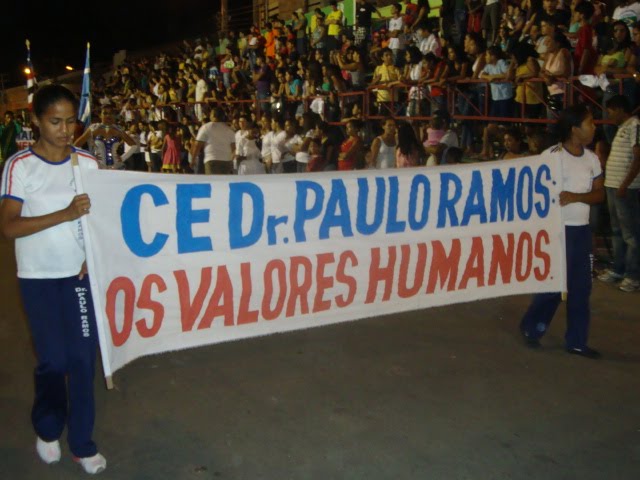 CE Dr. PAULO RAMOS:
OS VALORES HUMANOS.